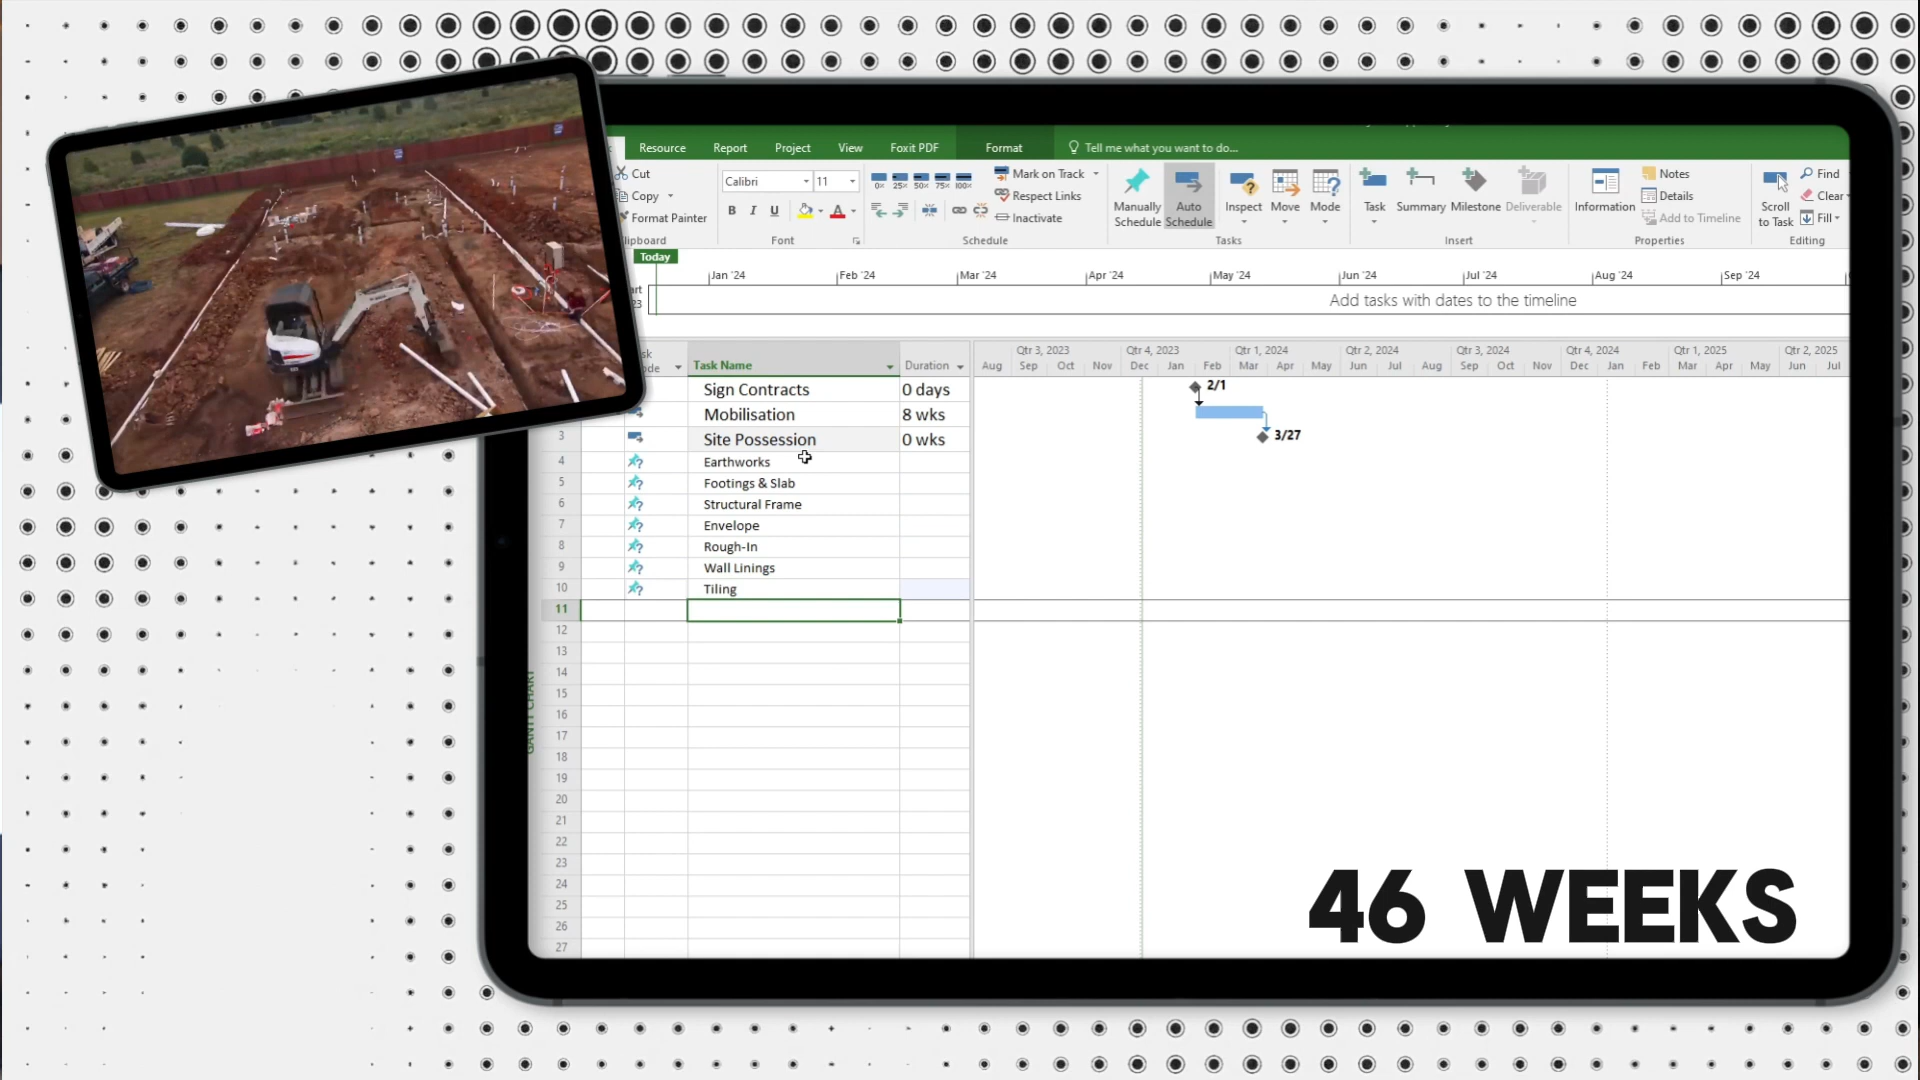 Resource Report Project View Foxit PDF Format Tell me what you want to do...
Cut
Copy
Format Painter
Calibri 11
B I U A
0% 25% 50% 75% 100%
Mark on Track
Respect Links
Inactivate
Manually Schedule
Auto Schedule
Inspect
Move
Mode
Task
Summary
Milestone
Deliverable
Information
Notes
Details
Add to Timeline
Scroll to Task
Find
Clear
Fill
Font Schedule Tasks Insert Properties Editing
Today
Jan '24 Feb '24 Mar '24 Apr '24 May '24 Jun '24 Jul '24 Aug '24 Sep '24
Add tasks with dates to the timeline
Qtr 3, 2023 Qtr 4, 2023 Qtr 1, 2024 Qtr 2, 2024 Qtr 3, 2024 Qtr 4, 2024 Qtr 1, 2025 Qtr 2, 2025
Task Name Duration
Aug Sep Oct Nov Dec Jan Feb Mar Apr May Jun Jul Aug Sep Oct Nov Dec Jan Feb Mar Apr May Jun Jul
Sign Contracts 0 days 2/1
Mobilisation 8 wks
3 Site Possession 0 wks 3/27
4 Earthworks
5 Footings & Slab
6 Structural Frame
7 Envelope
8 Rough-In
9 Wall Linings
10 Tiling
11
12
13
14
15
16
17
18
19
20
21
22
23
24
25
26
27
GANTT CHART
46 WEEKS